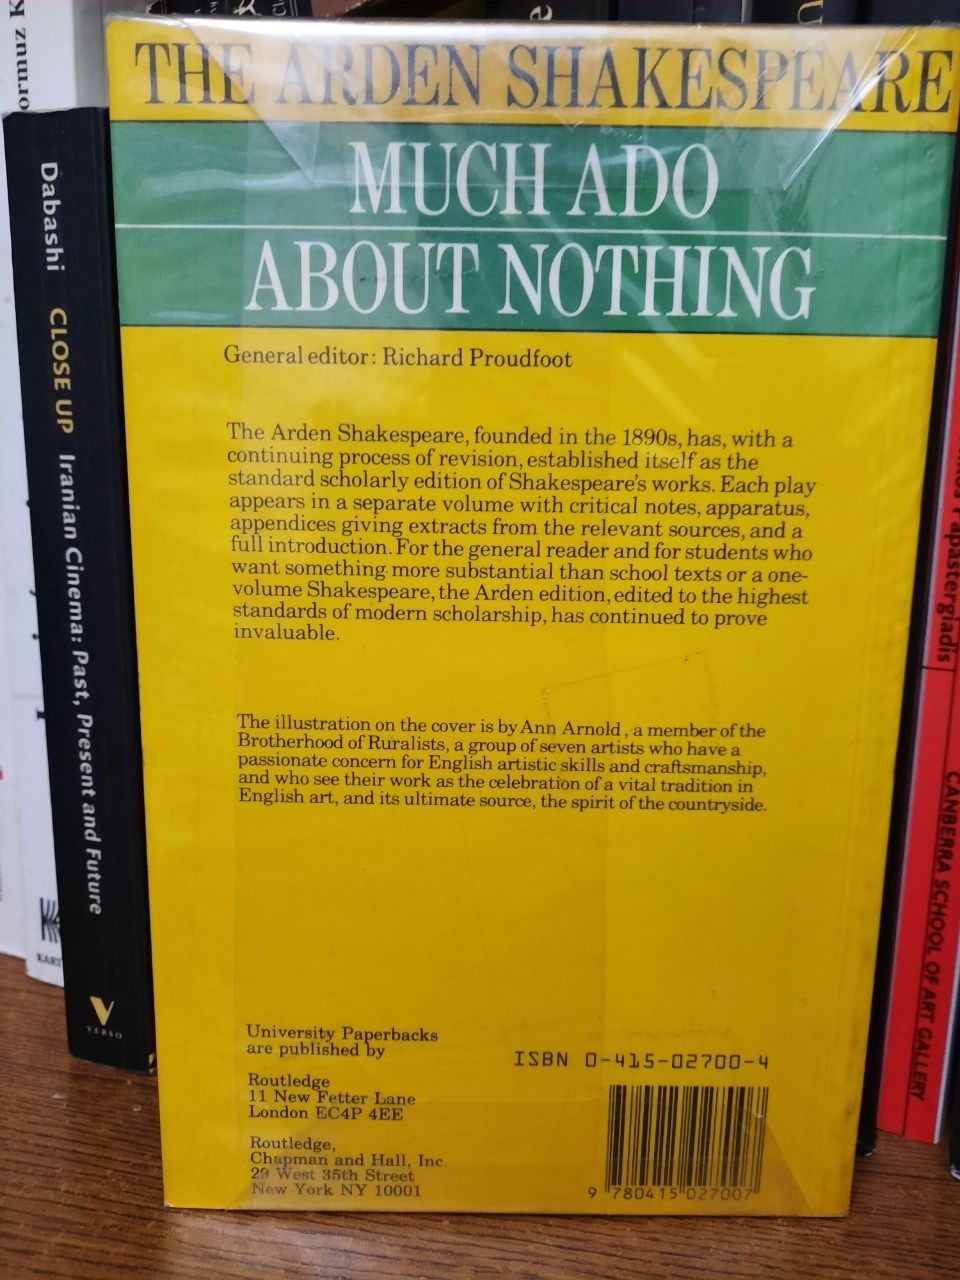 THE ARDEN SHAKESPEARE
MUCH ADO
ABOUT NOTHING
General editor: Richard Proudfoot
The Arden Shakespeare, founded in the 1890s, has, with a
continuing process of revision, established itself as the
standard scholarly edition of Shakespeare's works. Each play
appears in a separate volume with critical notes, apparatus,
appendices giving extracts from the relevant sources, and a
full introduction. For the general reader and for students who
want something more substantial than school texts or a one-
volume Shakespeare, the Arden edition, edited to the highest
standards of modern scholarship, has continued to prove
invaluable.
The illustration on the cover is by Ann Arnold, a member of the
Brotherhood of Ruralists, a group of seven artists who have a
passionate concern for English artistic skills and craftsmanship,
and who see their work as the celebration of a vital tradition in
English art, and its ultimate source, the spirit of the countryside.
University Paperbacks
are published by
Routledge
11 New Fetter Lane
London EC4P 4EE
Routledge,
Chapman and Hall, Inc.
29 West 35th Street
New York NY 10001
ISBN 0-415-02700-4
9 780415 027007
Dabashi CLOSE UP Iranian Cinema: Past, Present and Future
V
VERSO
ormuz K
KART
Papastergiadis
CANBERRA SCHOOL OF ART GALLERY